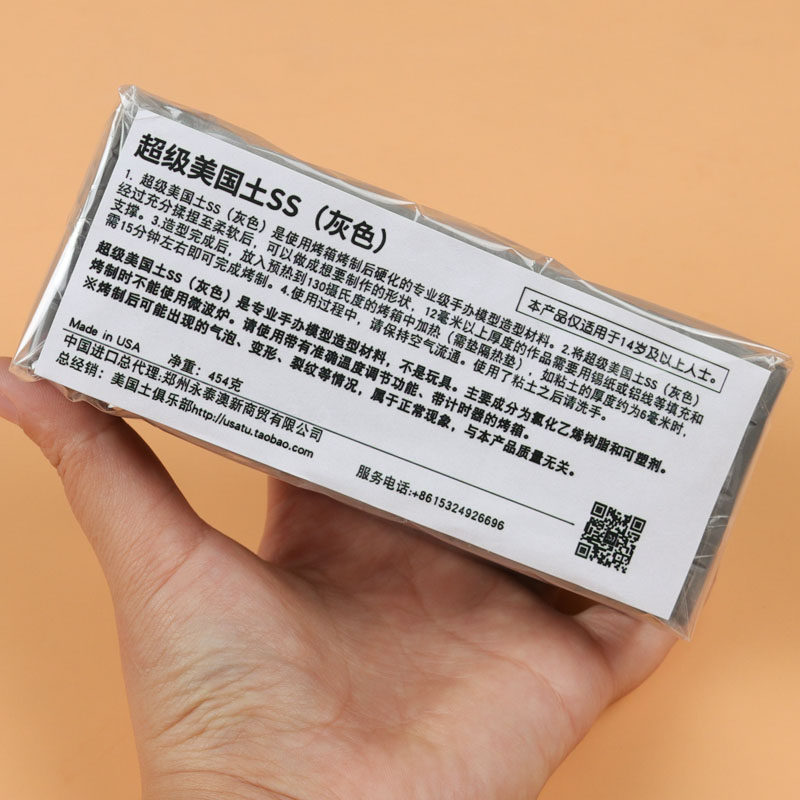 超级美国土SS（灰色）
本产品仅适用于14岁及以上人士。
1. 超级美国土SS（灰色）是使用烤箱烤制后硬化的专业级手办模型造型材料。2.将超级美国土SS（灰色）
经过充分揉捏至柔软后，可以做成想要制作的形状，12毫米以上厚度的作品需要用锡纸或铝线等填充和
支撑。3.造型完成后，放入预热到130摄氏度的烤箱中加热（需垫隔热垫），如粘土的厚度约为6毫米时，
需15分钟左右即可完成烤制。4.使用过程中，请保持空气流通。使用了粘土之后请洗手。
超级美国土SS（灰色）是专业手办模型造型材料，不是玩具。主要成分为氯化乙烯树脂和可塑剂。
烤制时不能使用微波炉。请使用带有准确温度调节功能、带计时器的烤箱。
※烤制后可能出现的气泡、变形、裂纹等情况，属于正常现象，与本产品质量无关。
Made in USA
净重：454克
中国进口总代理:郑州永泰澳新商贸有限公司
总经销：美国土俱乐部http://usatu.taobao.com
服务电话:+8615324926696